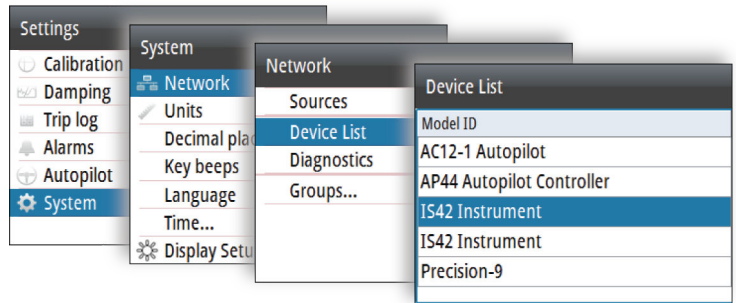 Settings
Calibration
Damping
Trip log
Alarms
Autopilot
System
System
Network
Units
Decimal
Key beeps
Language
Time...
Display
Network
Sources
Device List
Diagnostics
Groups...
Device List
Model ID
AC12-1 Autopilot
AP44 Autopilot Controller
IS42 Instrument
IS42 Instrument
Precision-9